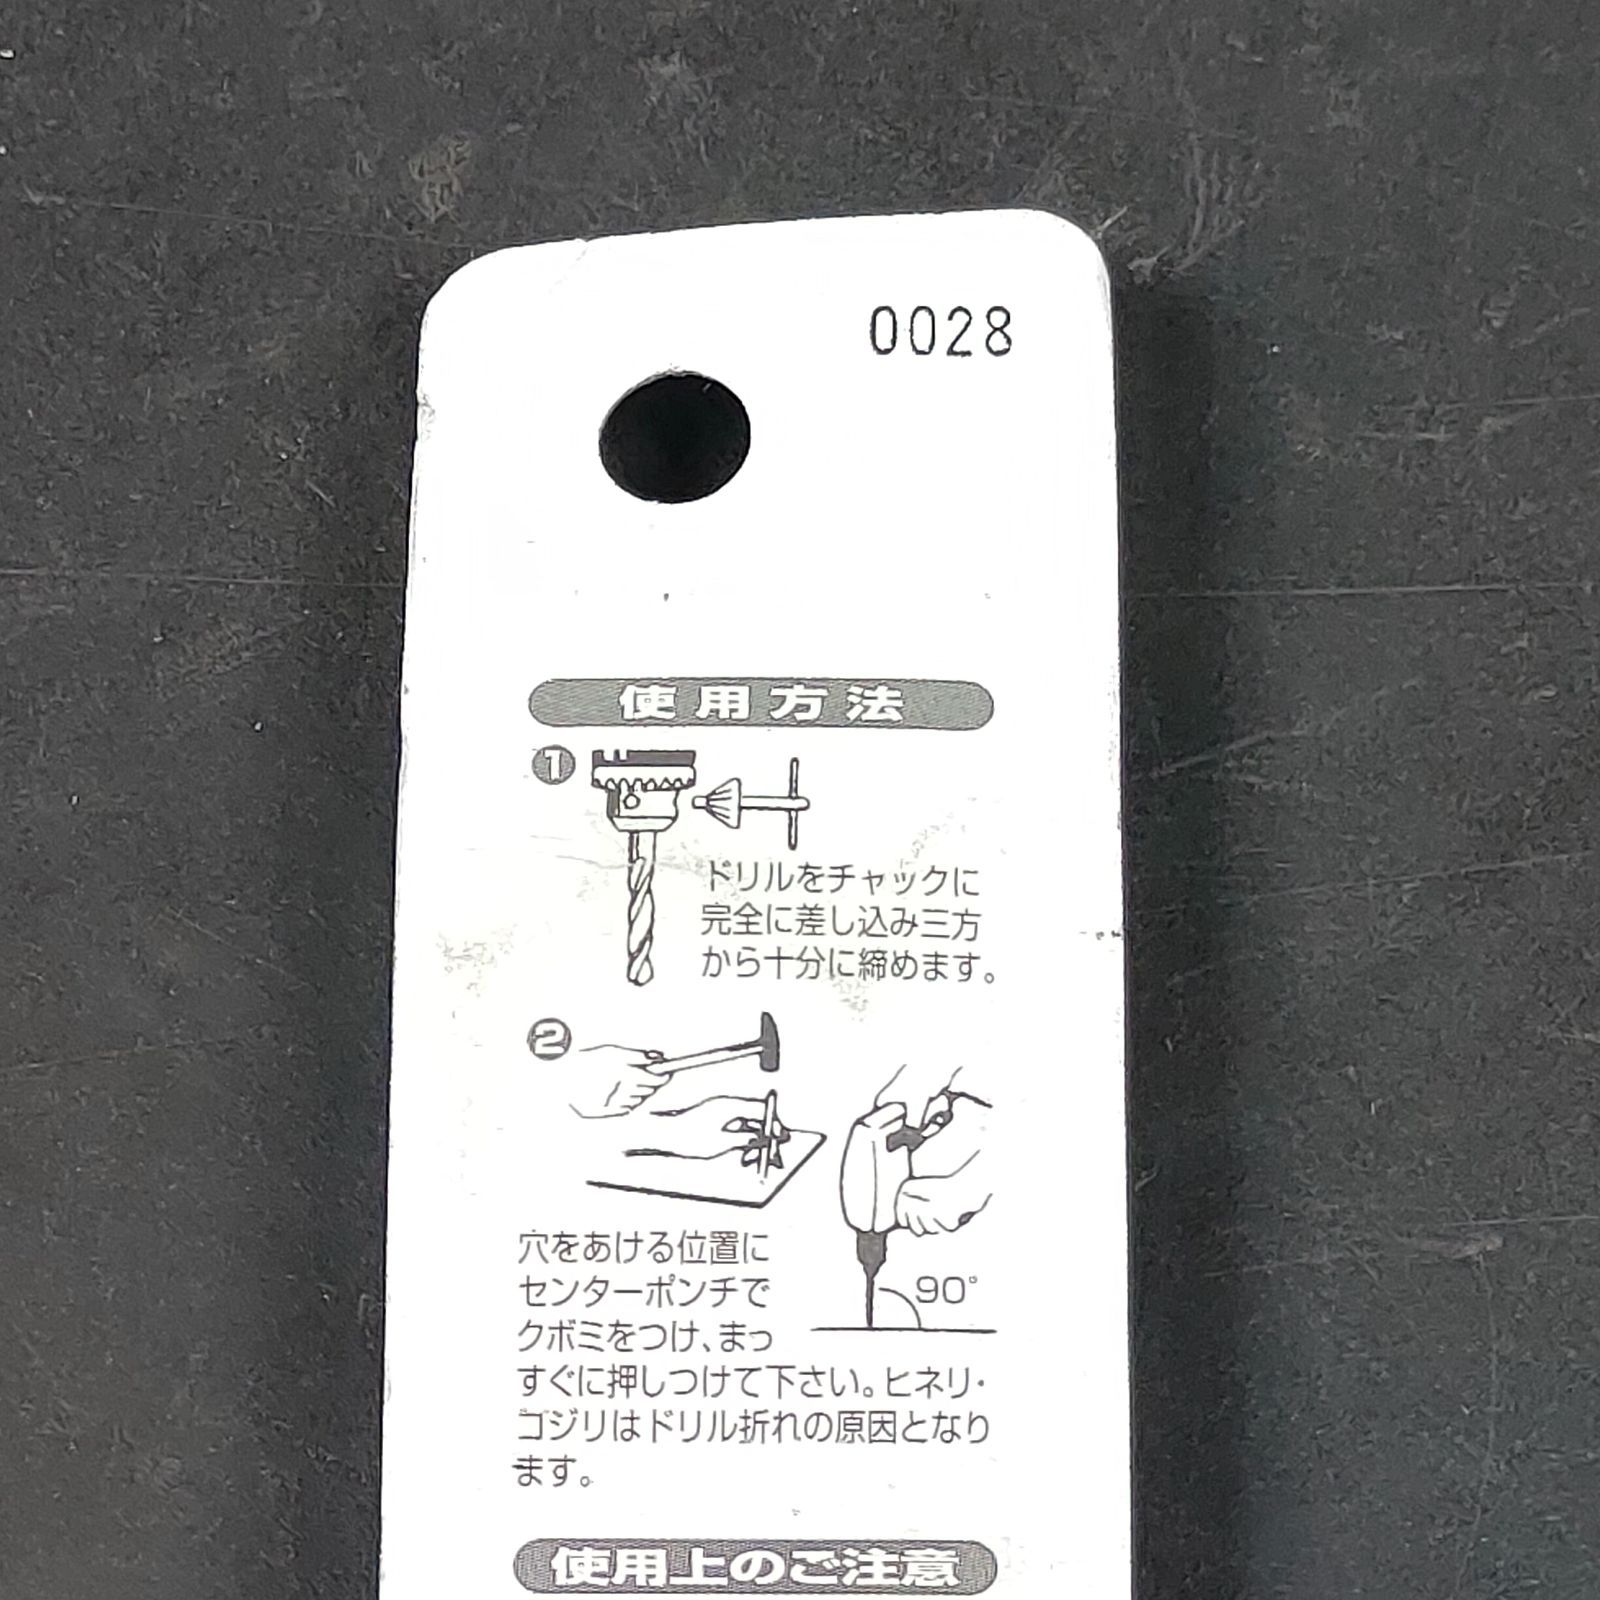 0028
使用方法
1
ドリルをチャックに
完全に差し込み三方
から十分に締めます。
2
穴をあける位置に
センターポンチで
クボミをつけ、まっ
90°
すぐに押しつけて下さい。ヒネリ・
コジリはドリル折れの原因となり
ます。
使用上のご注意